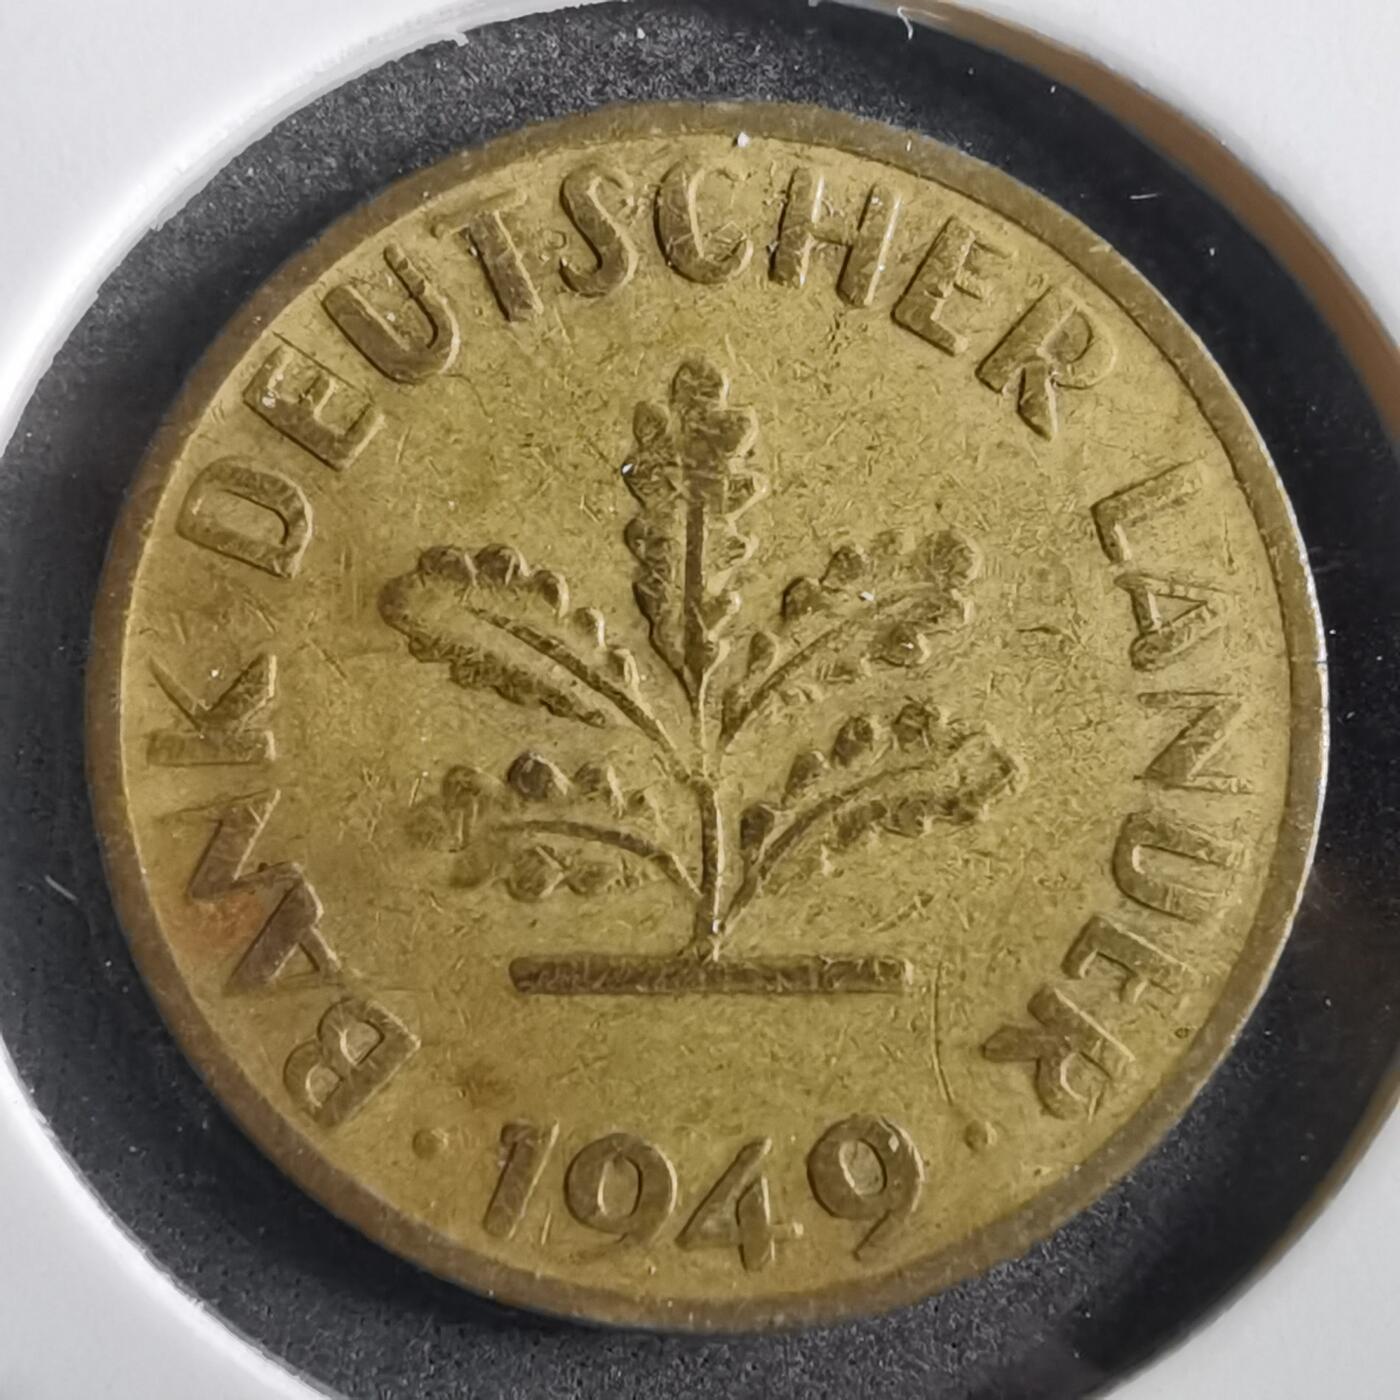 BANK DEUTSCHER LÄNDER
· 1949 ·